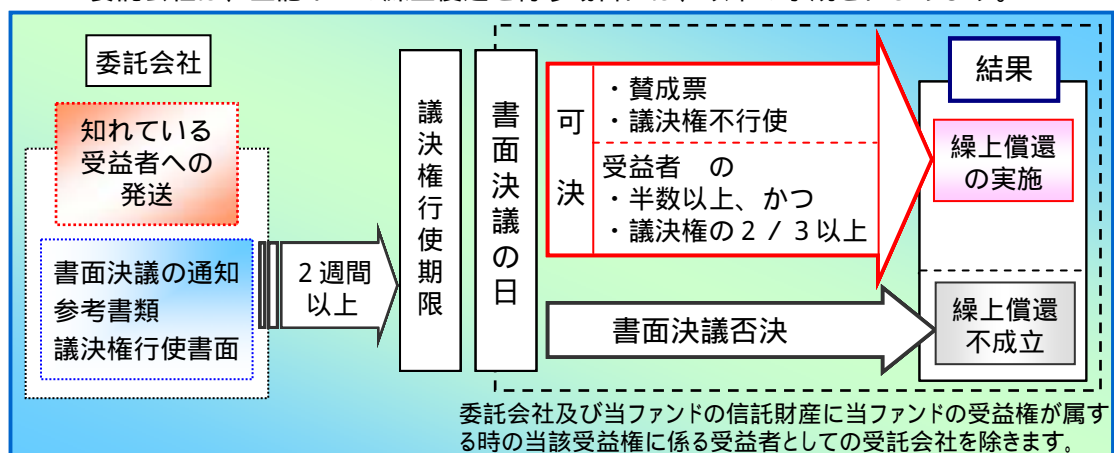 委託会社
知れている
受益者への
発送
書面決議の通知
参考書類
議決権行使書面
２週間
以上
議決権行使期限
書面決議の日
可決
・賛成票
・議決権不行使
受益者　の
・半数以上、かつ
・議決権の２／３以上
書面決議否決
結果
繰上償還
の実施
繰上償還
不成立
委託会社及び当ファンドの信託財産に当ファンドの受益権が属す
る時の当該受益権に係る受益者としての受託会社を除きます。